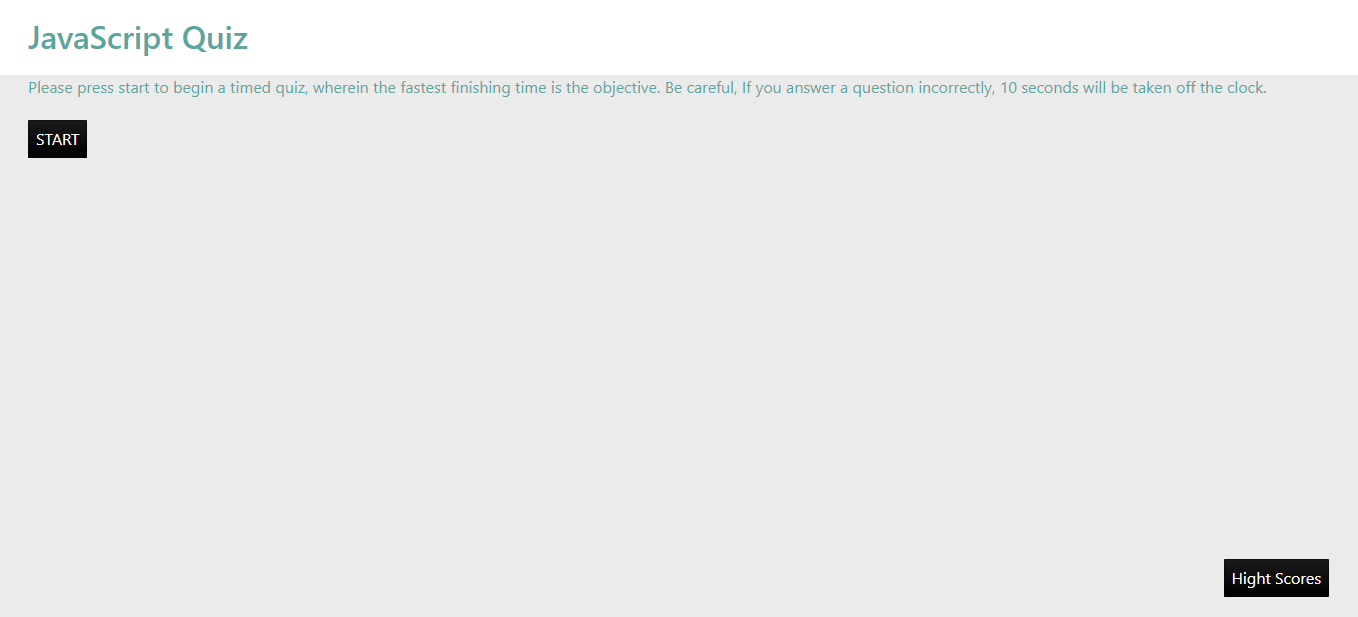 JavaScript Quiz
Please press start to begin a timed quiz, wherein the fastest finishing time is the objective. Be careful, If you answer a question incorrectly, 10 seconds will be taken off the clock.
START
Hight Scores